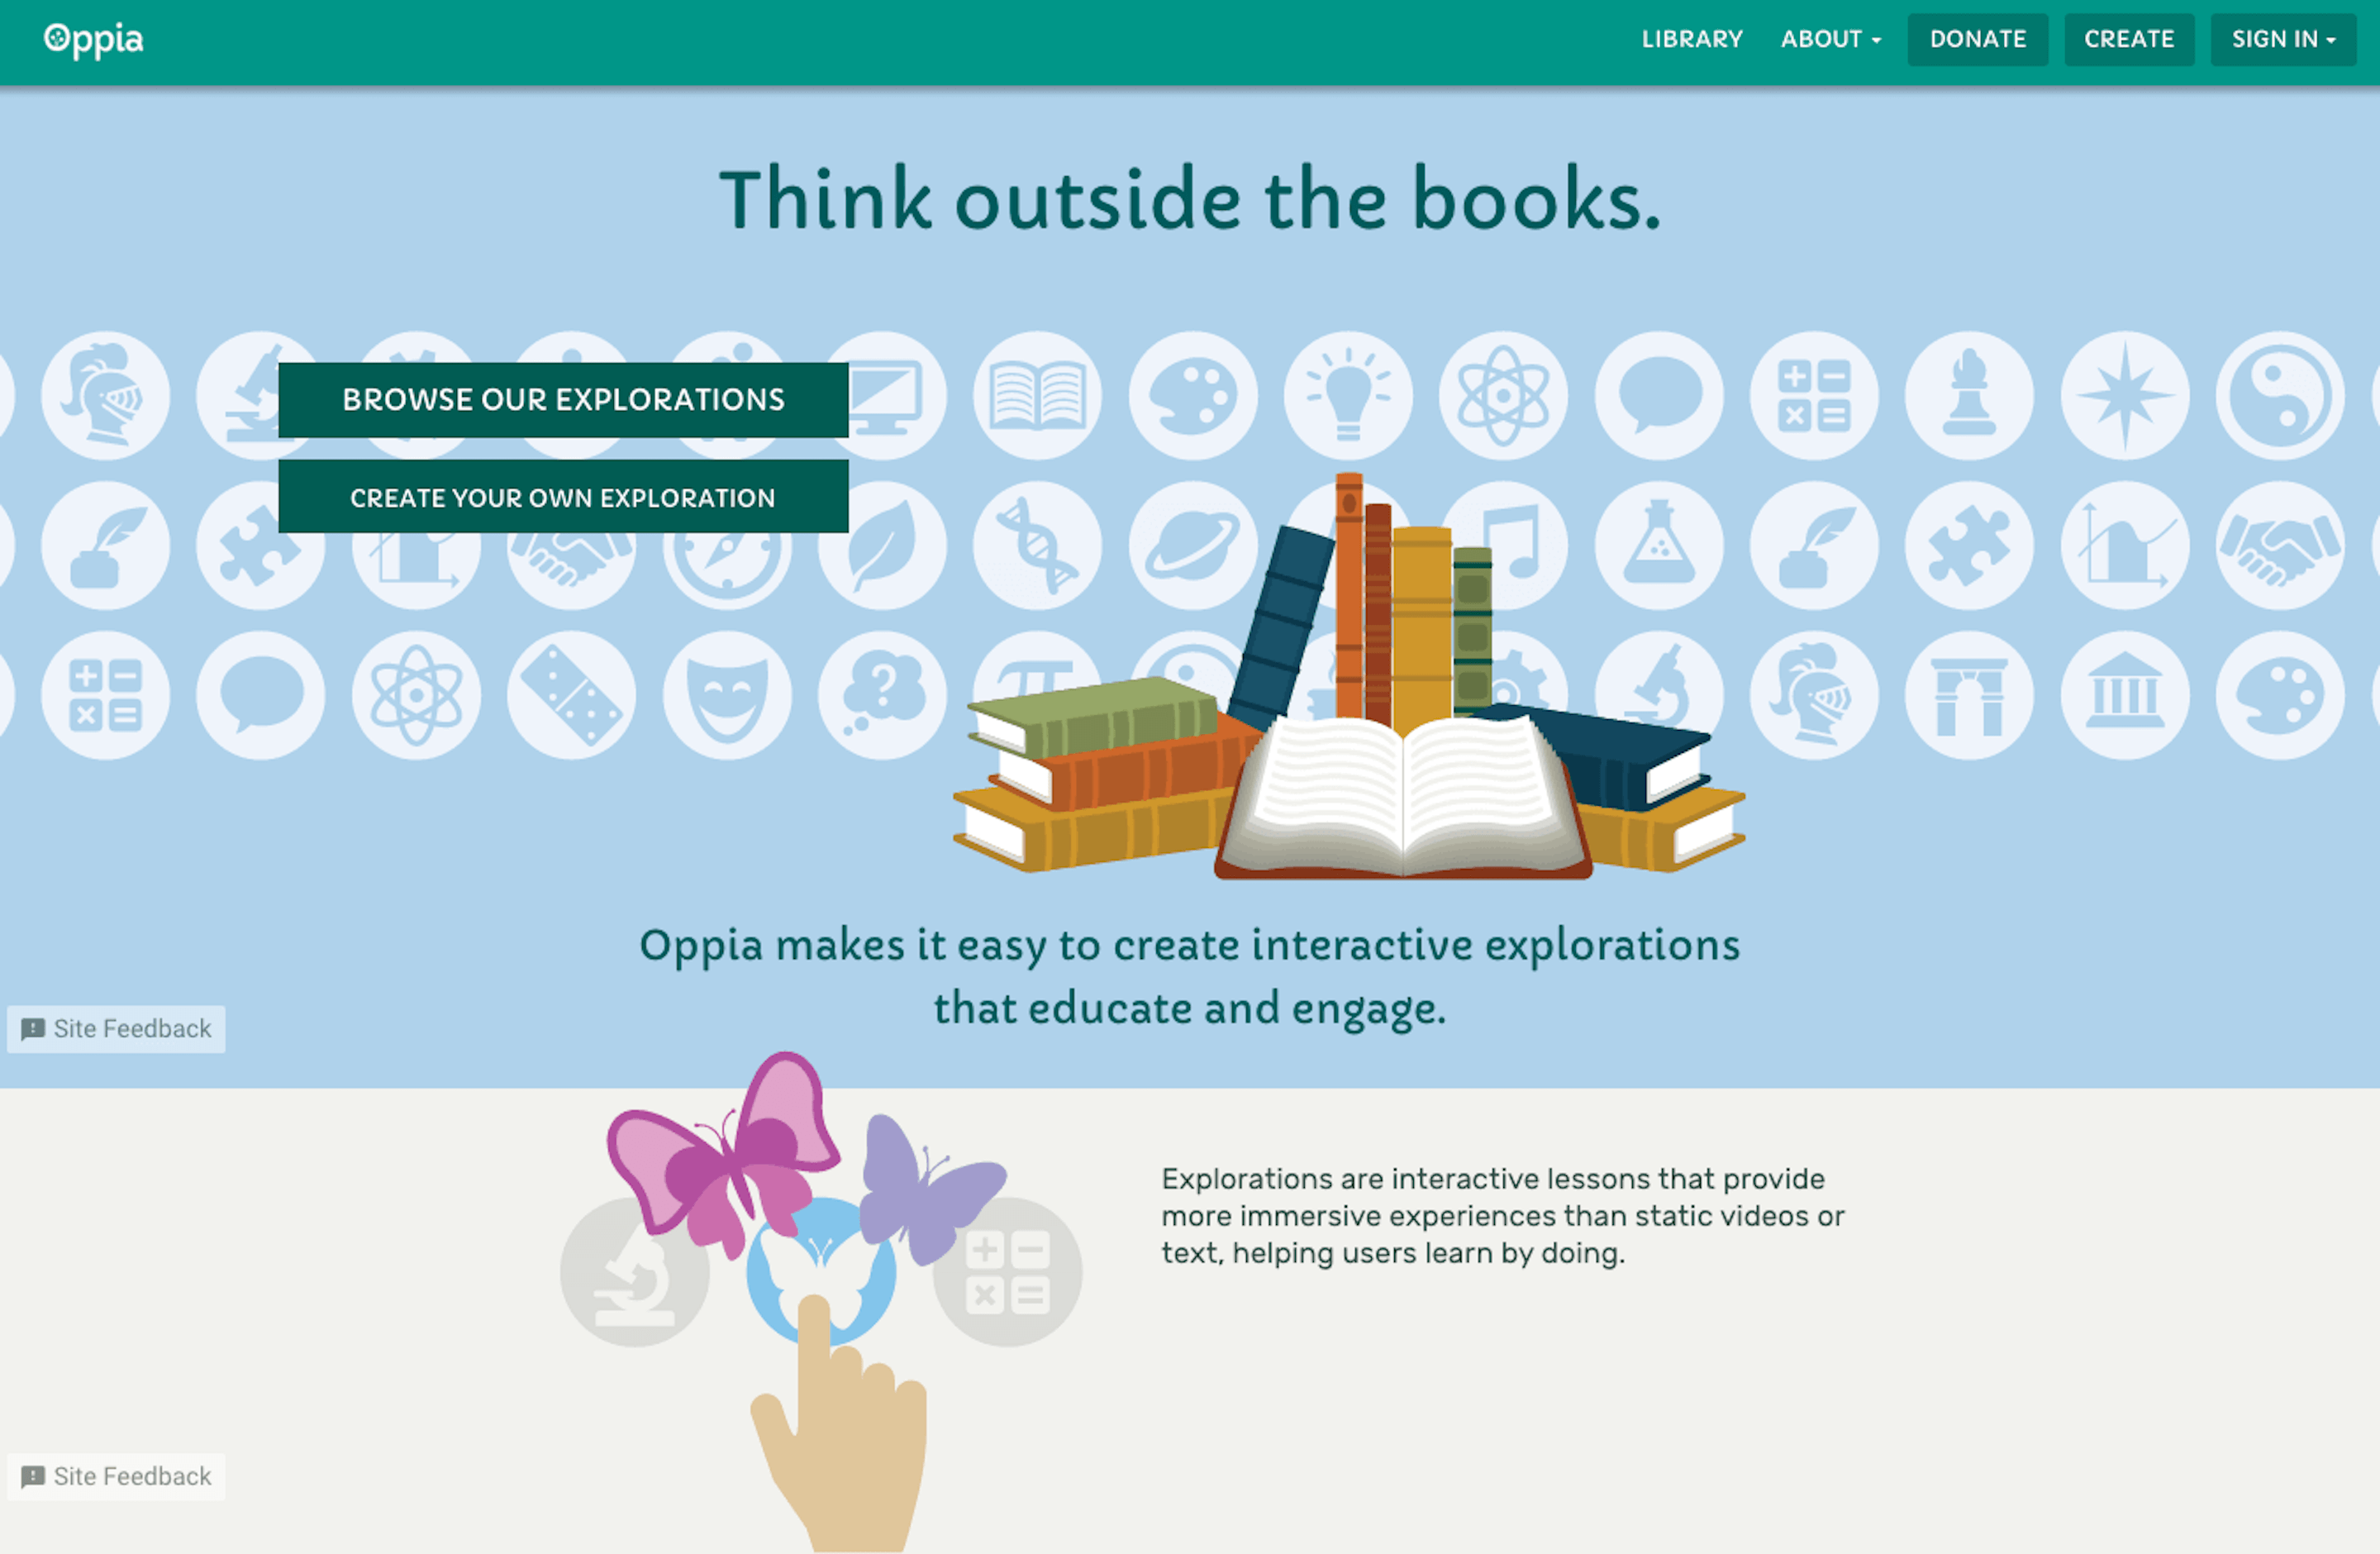 Oppia
LIBRARY
ABOUT
DONATE
CREATE
SIGN IN
Think outside the books.
BROWSE OUR EXPLORATIONS
CREATE YOUR OWN EXPLORATION
Oppia makes it easy to create interactive explorations
that educate and engage.
Site Feedback
Explorations are interactive lessons that provide
more immersive experiences than static videos or
text, helping users learn by doing.
Site Feedback